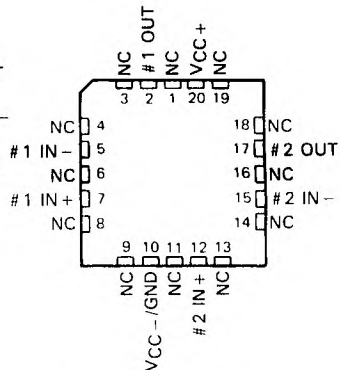 NC
#1 OUT
NC
VCC+
NC
3 2 1 20 19
NC 4
#1 IN− 5
NC 6
#1 IN+ 7
NC 8
18 NC
17 #2 OUT
16 NC
15 #2 IN−
14 NC
9 10 11 12 13
NC
VCC−/GND
NC
#2 IN+
NC